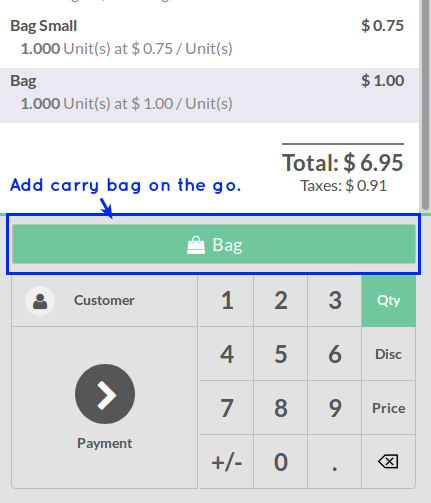 Bag Small $ 0.75
1.000 Unit(s) at $ 0.75 / Unit(s)
Bag $ 1.00
1.000 Unit(s) at $ 1.00 / Unit(s)
Total: $ 6.95
Taxes: $ 0.91
Add carry bag on the go.
Bag
Customer 1 2 3 Qty
4 5 6 Disc
Payment 7 8 9 Price
+/- 0 .